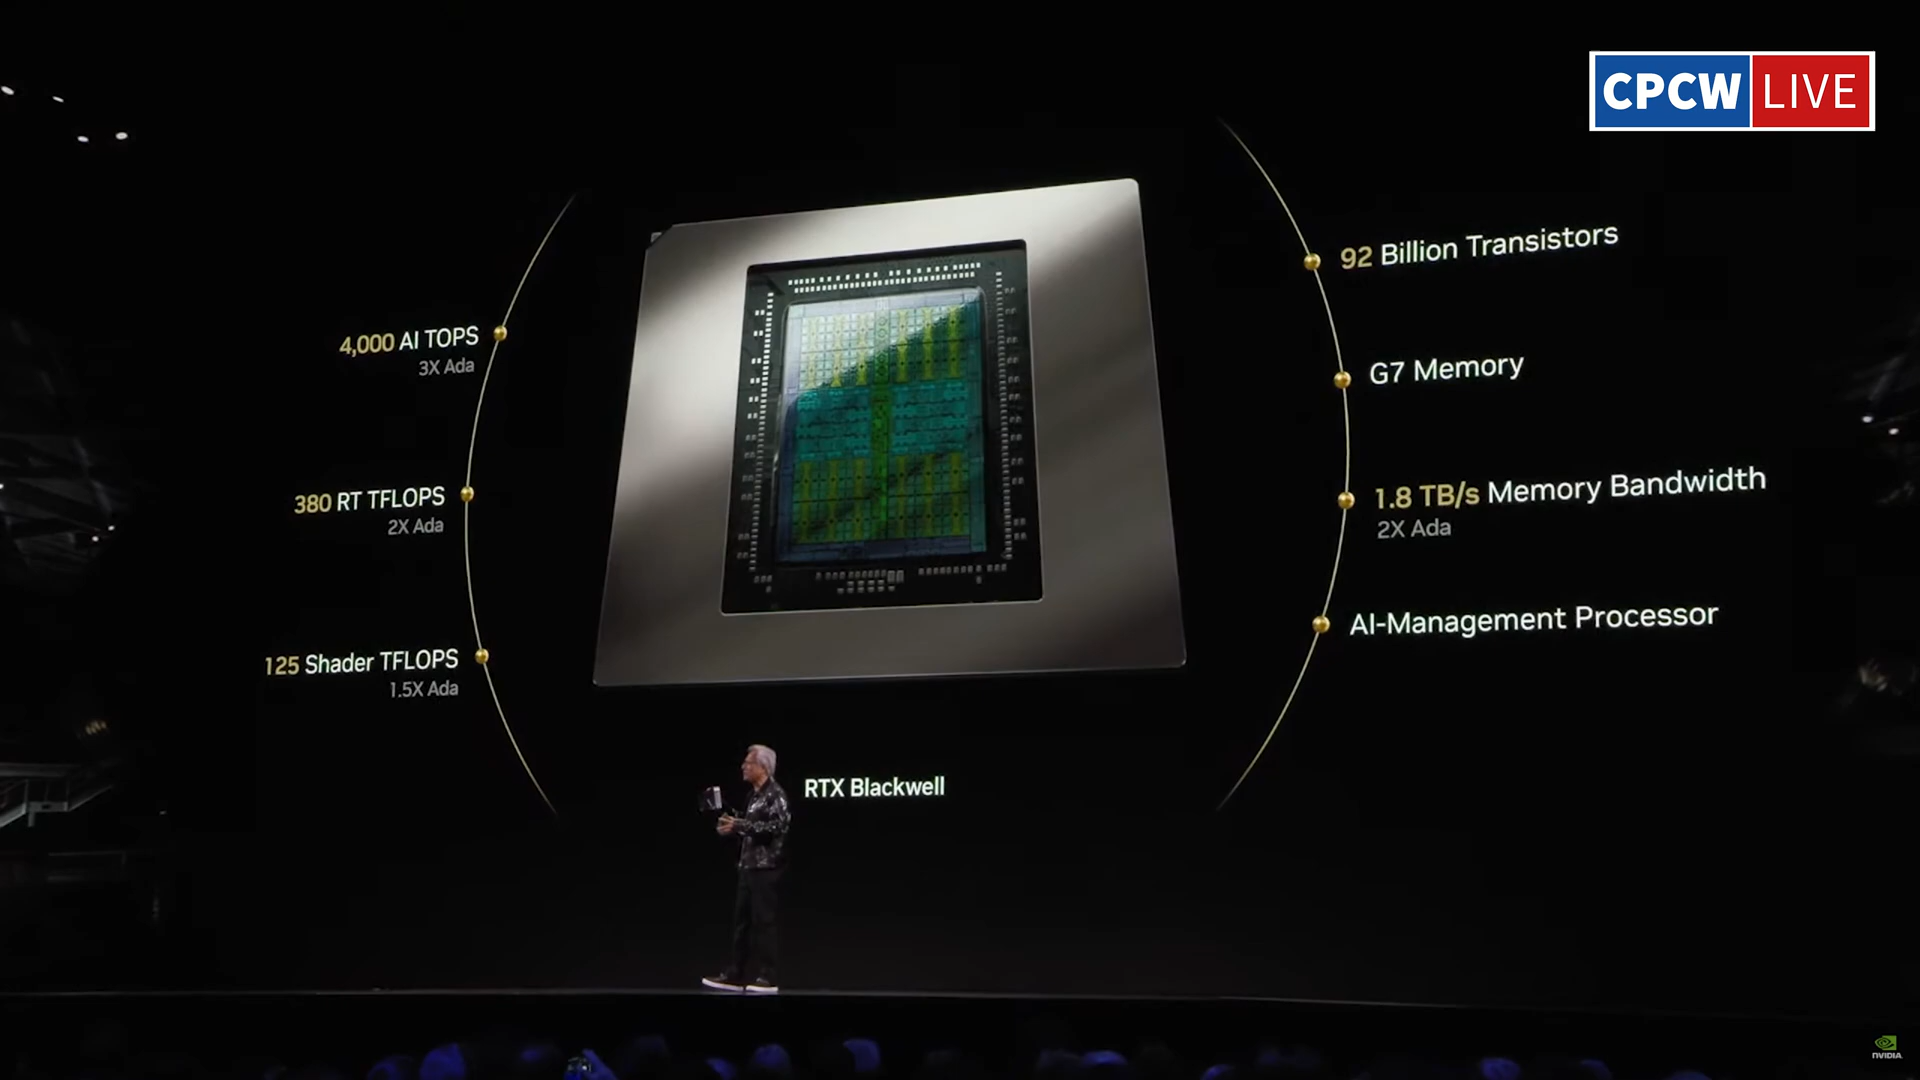 CPCW LIVE
4,000 AI TOPS
3X Ada
380 RT TFLOPS
2X Ada
125 Shader TFLOPS
1.5X Ada
92 Billion Transistors
G7 Memory
1.8 TB/s Memory Bandwidth
2X Ada
AI-Management Processor
RTX Blackwell
NVIDIA